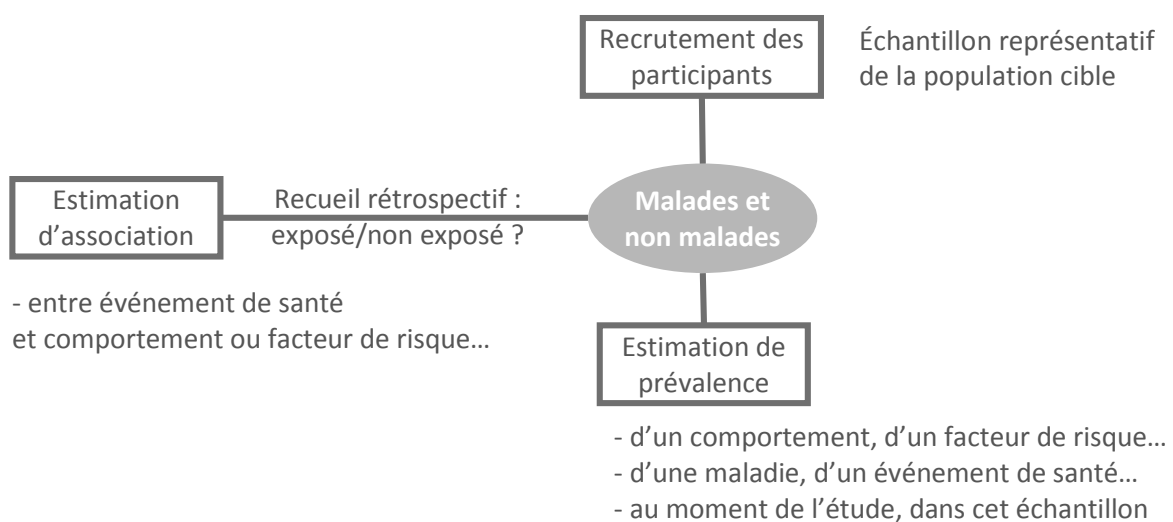 Recrutement des
participants
Échantillon représentatif
de la population cible
Estimation
d’association
Recueil rétrospectif :
exposé/non exposé ?
Malades et
non malades
- entre événement de santé
et comportement ou facteur de risque…
Estimation de
prévalence
- d’un comportement, d’un facteur de risque…
- d’une maladie, d’un événement de santé…
- au moment de l’étude, dans cet échantillon